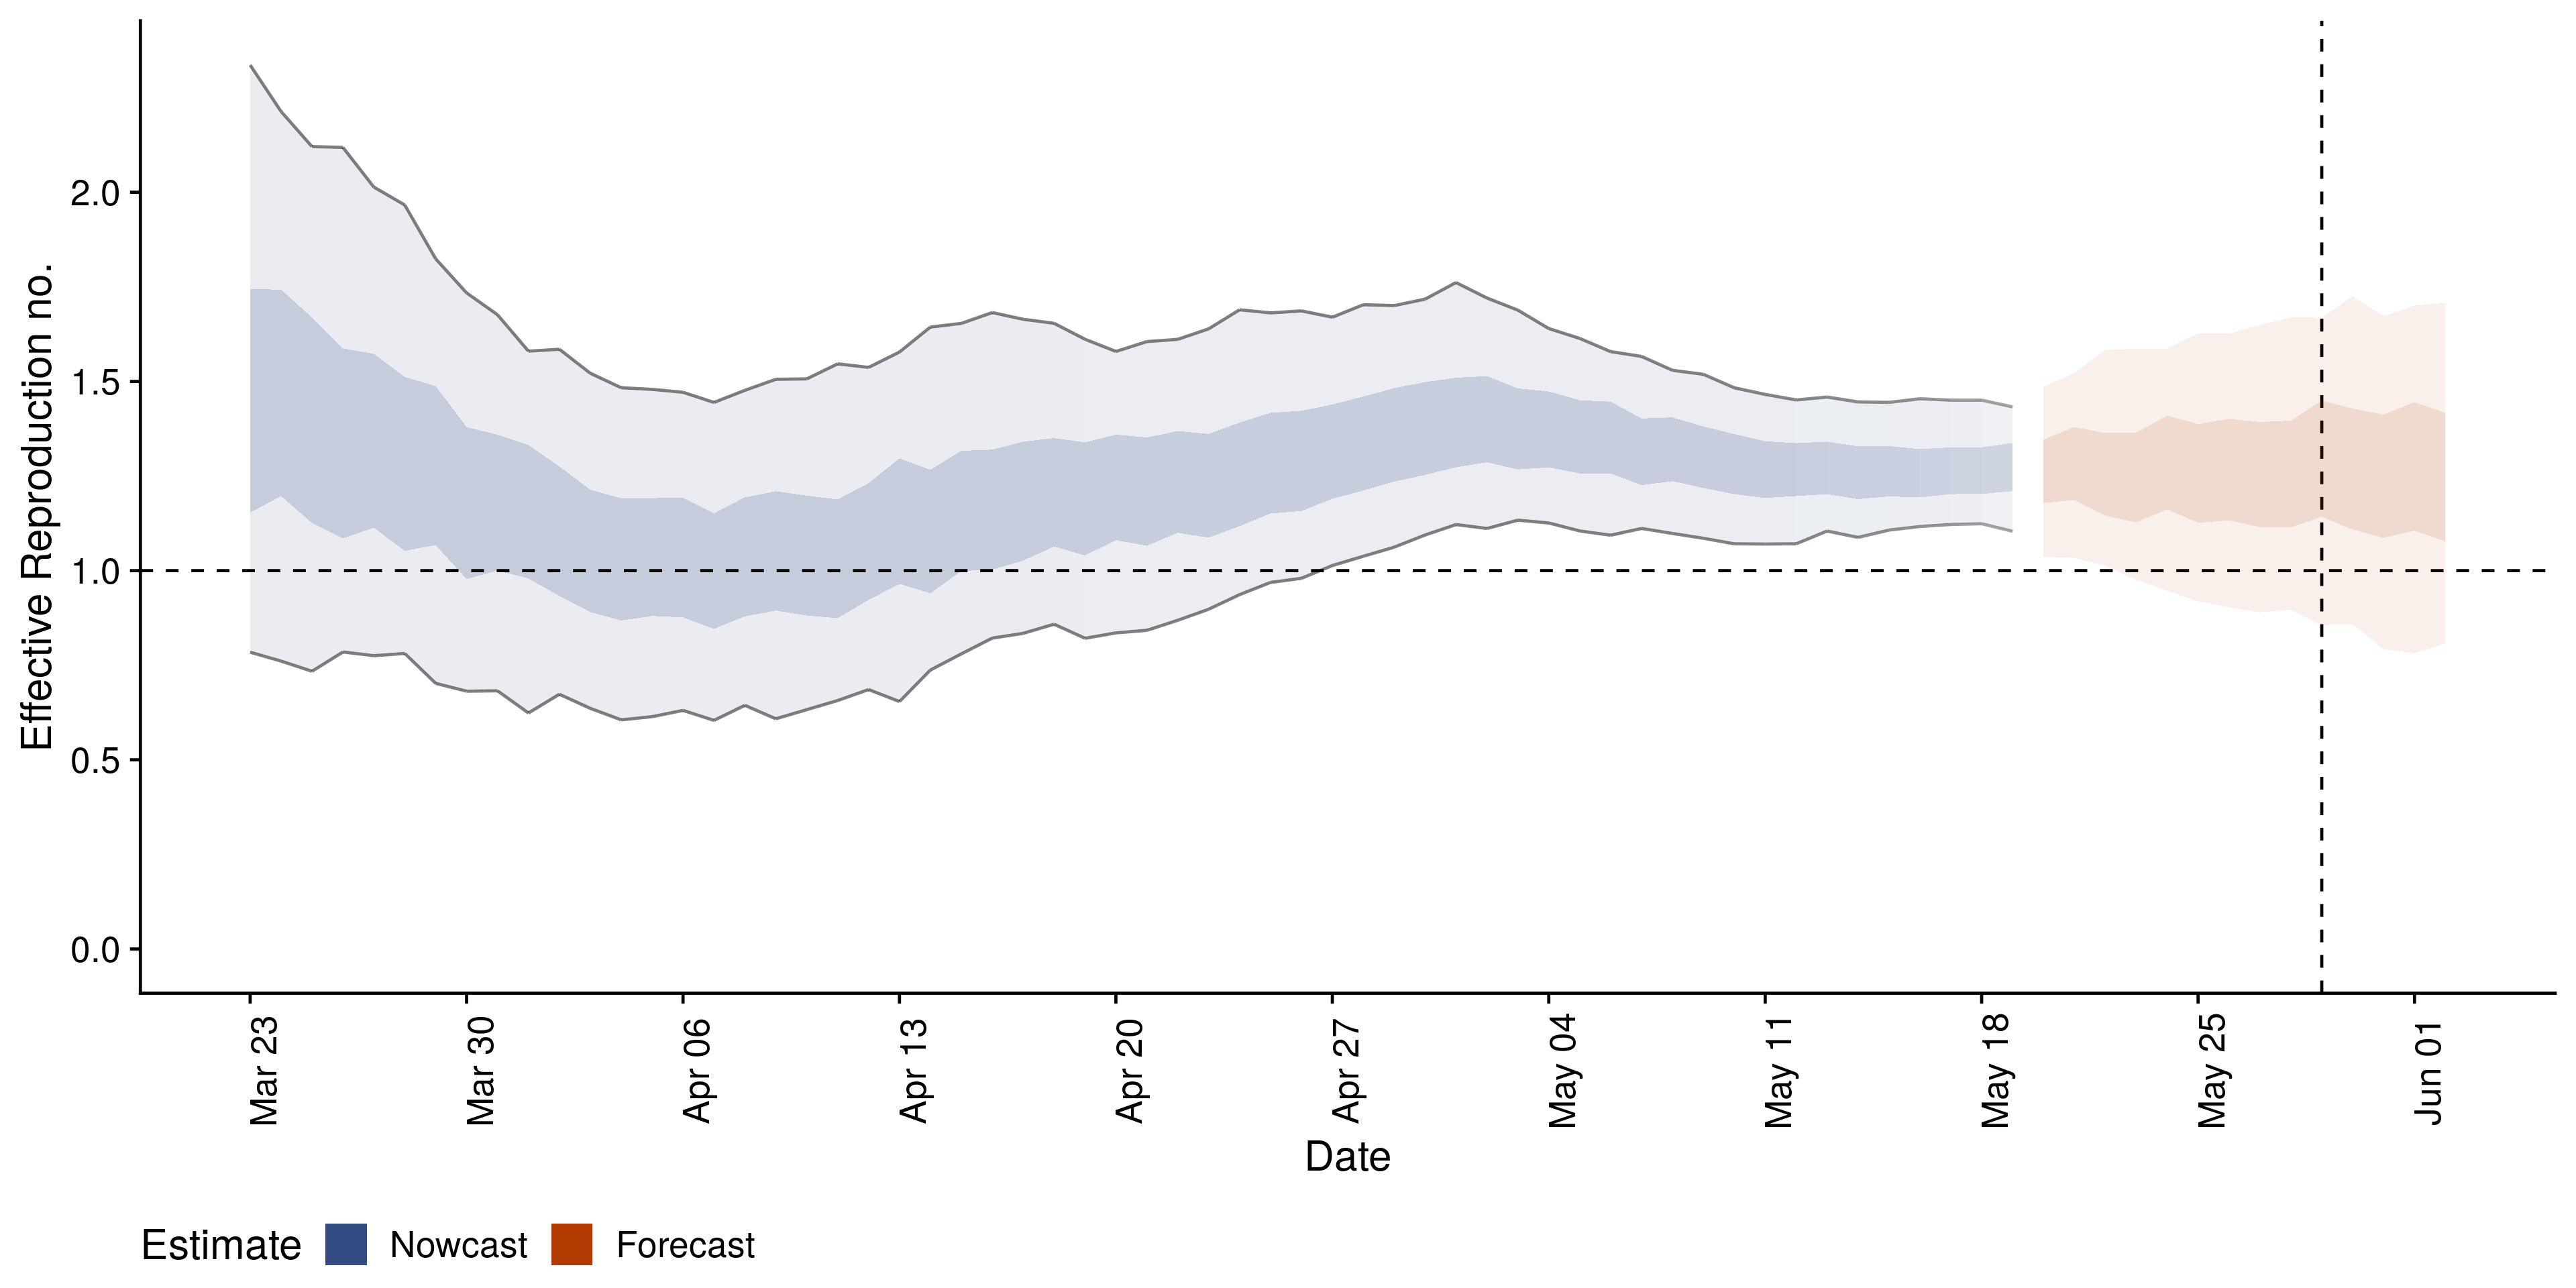 Effective Reproduction no.
2.0
1.5
1.0
0.5
0.0
Mar 23
Mar 30
Apr 06
Apr 13
Apr 20
Apr 27
May 04
May 11
May 18
May 25
Jun 01
Date
Estimate Nowcast Forecast